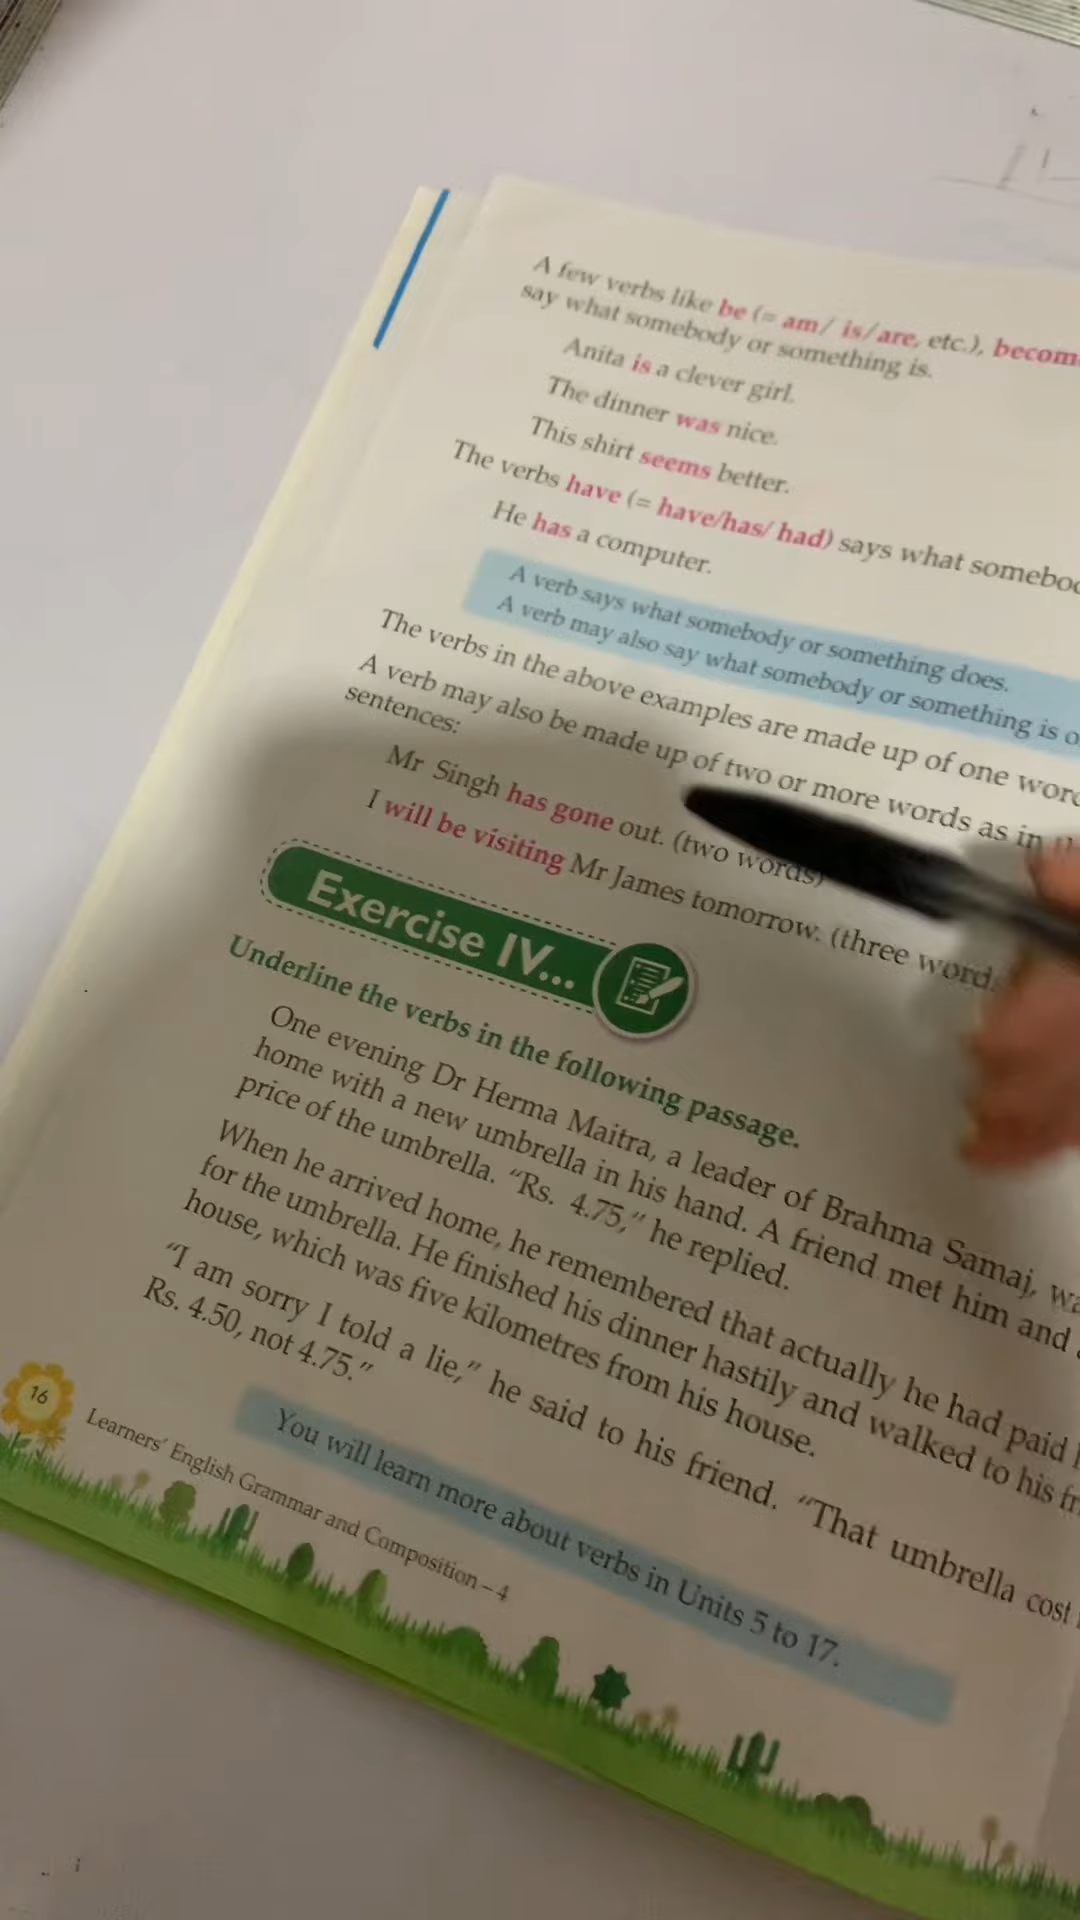 A few verbs like be (= am/ is/are, etc.),
say what somebody or something is.
Anita is a clever girl.
The dinner was nice.
This shirt seems better.
The verbs have (= have/has/ had) says what
He has a computer.
A verb says what somebody or something does.
A verb may also say what somebody or something is
The verbs in the above examples are made up of one
A verb may also be made up of two or more words as in
sentences:
Mr Singh has gone out. (two words)
I will be visiting Mr James tomorrow. (three
Exercise IV...
Underline the verbs in the following passage.
One evening Dr Herma Maitra, a leader of Brahma Samaj,
home with a new umbrella in his hand. A friend met him and
price of the umbrella. "Rs. 4.75," he replied.
When he arrived home, he remembered that actually he had paid
for the umbrella. He finished his dinner hastily and walked to his
house, which was five kilometres from his house.
"I am sorry I told a lie," he said to his friend. "That umbrella cost
Rs. 4.50, not 4.75."
You will learn more about verbs in Units 5 to 17.
16
Learners' English Grammar and Composition – 4